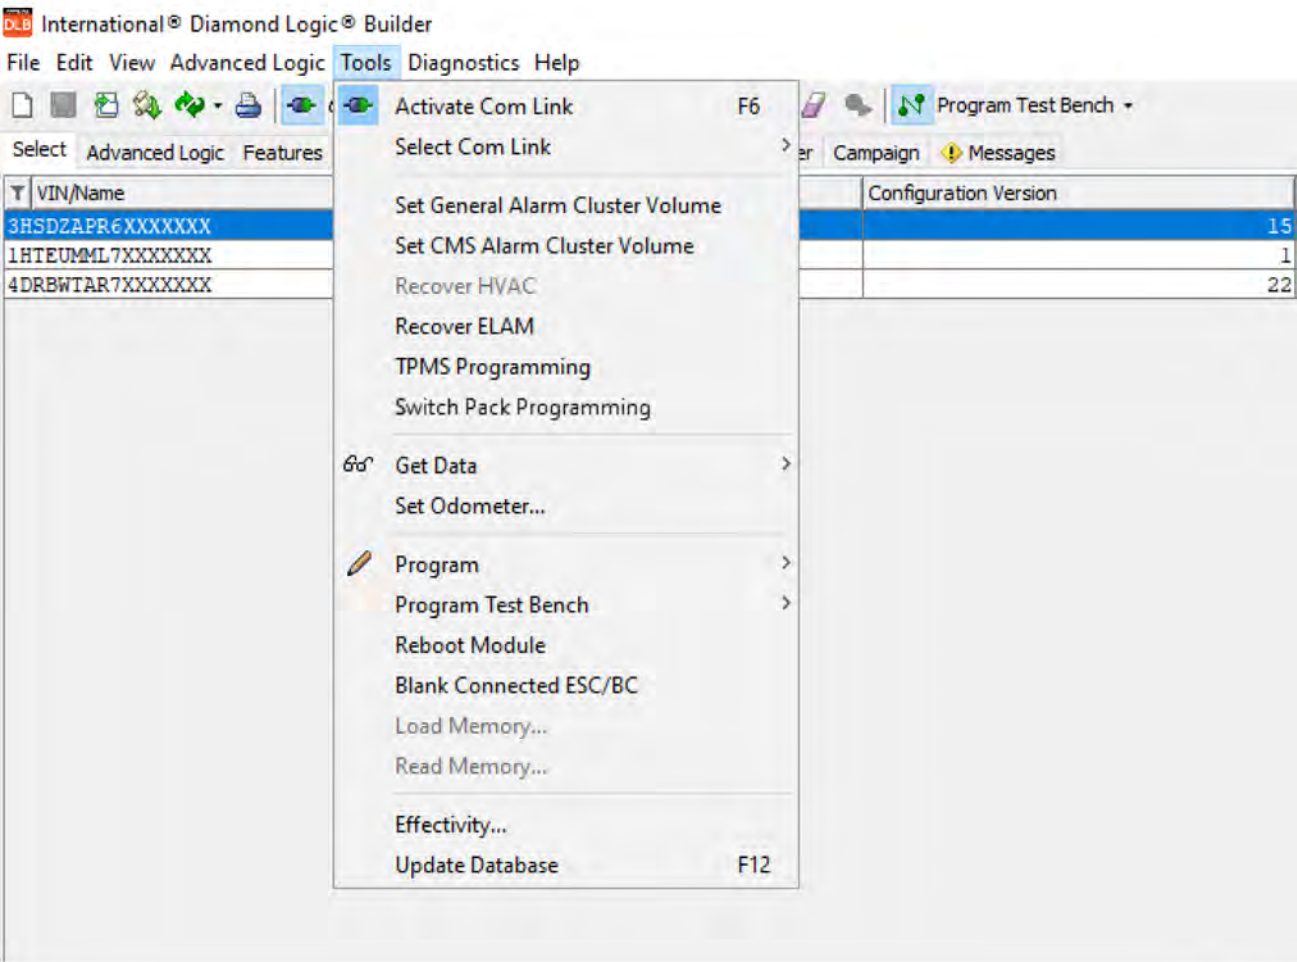 DLB International® Diamond Logic® Builder
File Edit View Advanced Logic Tools Diagnostics Help
Program Test Bench
Select Advanced Logic Features er Campaign Messages
VIN/Name Configuration Version
3HSDZAPR6XXXXXXX 15
1HTEUMML7XXXXXXX 1
4DRBWTAR7XXXXXXX 22
Activate Com Link F6
Select Com Link
Set General Alarm Cluster Volume
Set CMS Alarm Cluster Volume
Recover HVAC
Recover ELAM
TPMS Programming
Switch Pack Programming
Get Data
Set Odometer...
Program
Program Test Bench
Reboot Module
Blank Connected ESC/BC
Load Memory...
Read Memory...
Effectivity...
Update Database F12